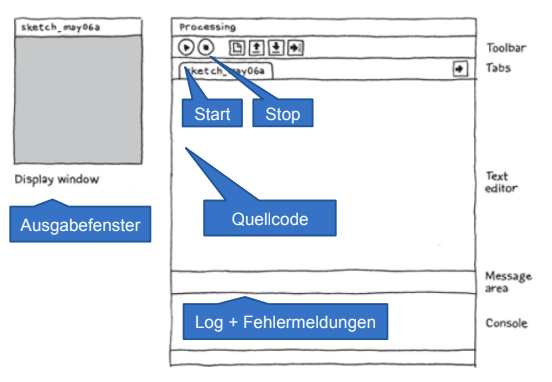 sketch_may06a
Display window
Ausgabefenster
Processing
Toolbar
sketch_may06a
Tabs
Start
Stop
Text
editor
Quellcode
Message
area
Log + Fehlermeldungen
Console